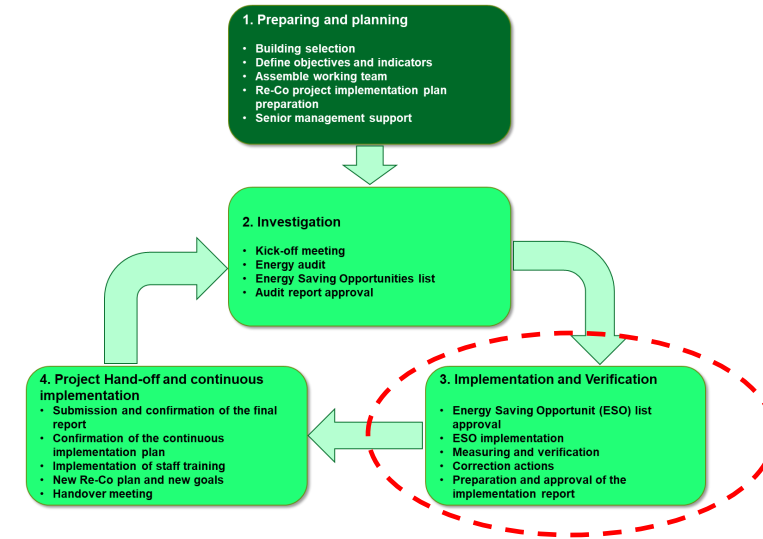 1. Preparing and planning
• Building selection
• Define objectives and indicators
• Assemble working team
• Re-Co project implementation plan
preparation
• Senior management support
2. Investigation
• Kick-off meeting
• Energy audit
• Energy Saving Opportunities list
• Audit report approval
3. Implementation and Verification
• Energy Saving Opportunit (ESO) list
approval
• ESO implementation
• Measuring and verification
• Correction actions
• Preparation and approval of the
implementation report
4. Project Hand-off and continuous
implementation
• Submission and confirmation of the final
report
• Confirmation of the continuous
implementation plan
• Implementation of staff training
• New Re-Co plan and new goals
• Handover meeting